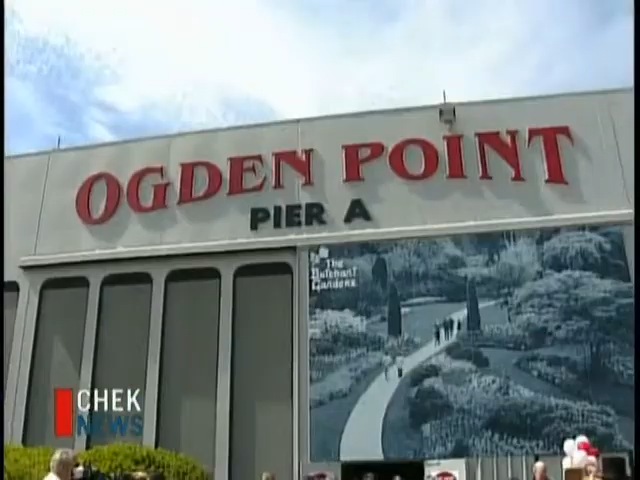 OGDEN POINT
PIER A
The
Butchart
Gardens
CHEK
NEWS